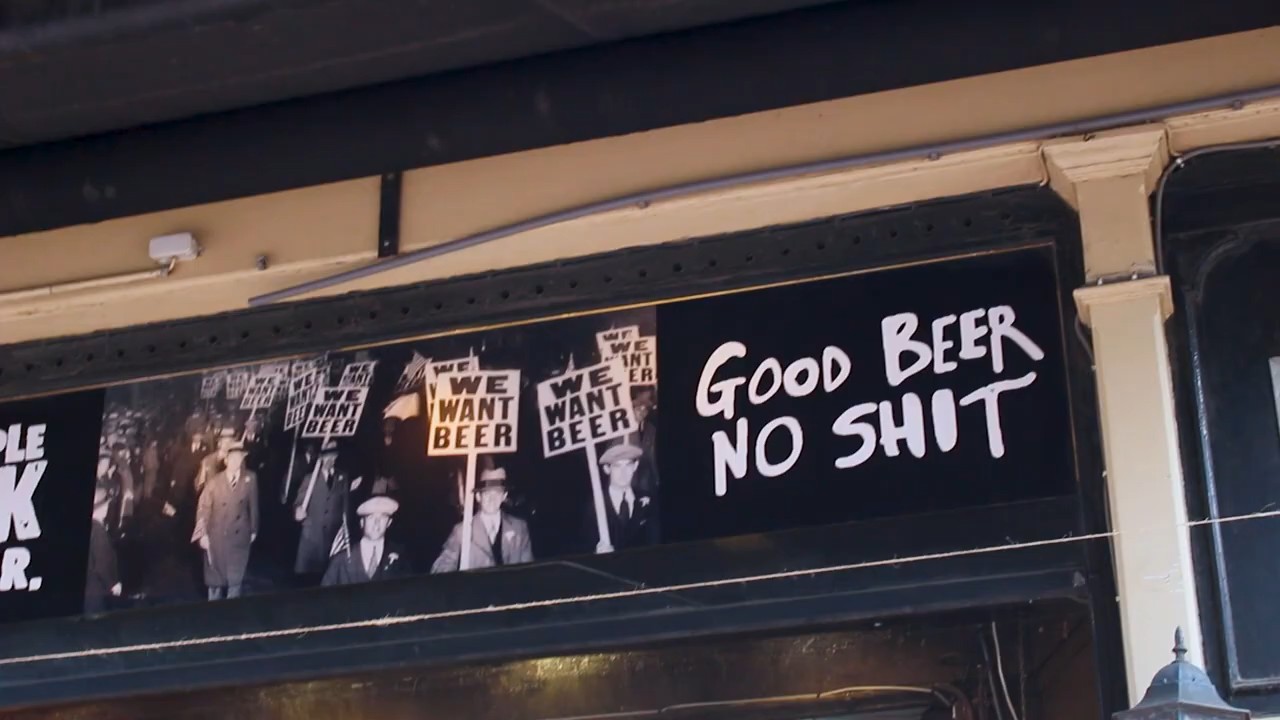 PLE
K
R.
WE
WANT
BEER
WE
WANT
BEER
WE
WANT
BEER
GOOD BEER
NO SHIT